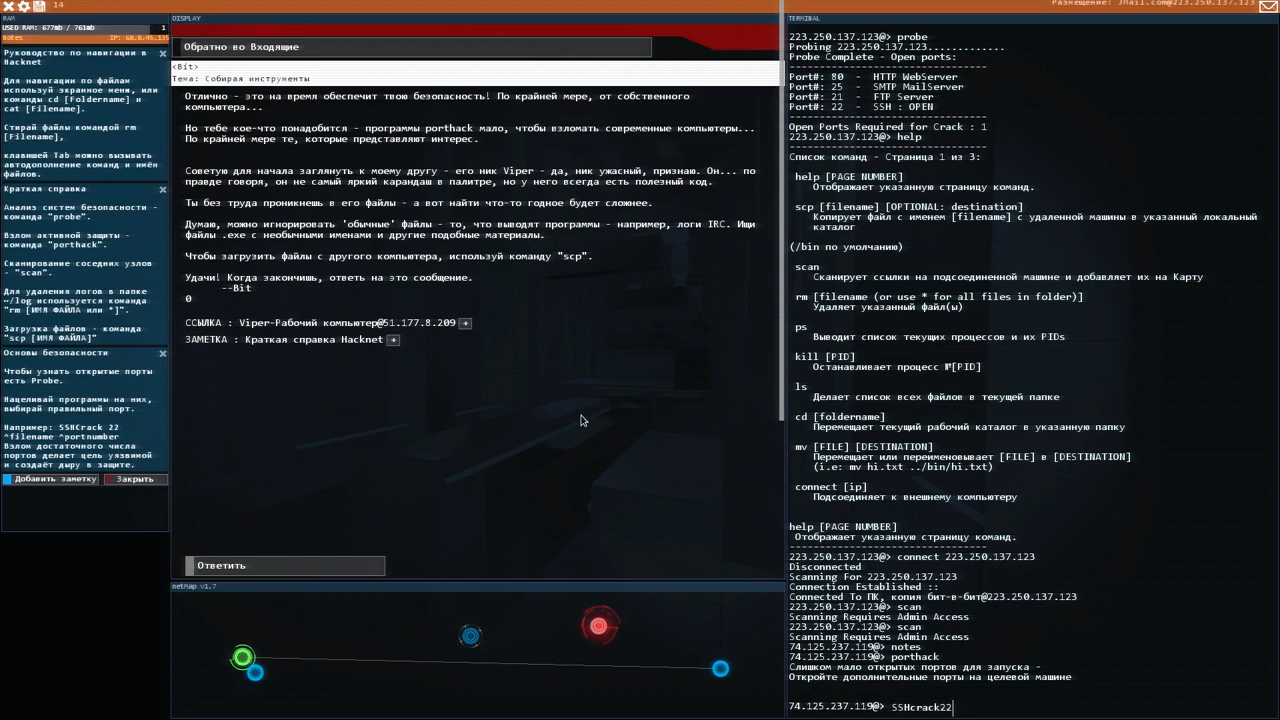 14
Размещение: JMail.com@223.250.137.123
RAM
USED RAM: 677mb / 761mb
1
Notes
IP: 68.8.45.135
Руководство по навигации в
Hacknet
Для навигации по файлам
используй экранное меню, или
команды cd [Foldername] и
cat [Filename].
Стирай файлы командой rm
[Filename],
клавишей Tab можно вызывать
автодополнение команд и имён
файлов.
Краткая справка
Анализ систем безопасности -
команда "probe".
Взлом активной защиты -
команда "porthack".
Сканирование соседних узлов
- "scan".
Для удаления логов в папке
~/log используется команда
"rm [ИМЯ ФАЙЛА или *]".
Загрузка файлов - команда
"scp [ИМЯ ФАЙЛА]"
Основы безопасности
Чтобы узнать открытые порты
есть Probe.
Нацеливай программы на них,
выбирай правильный порт.
Например: SSHCrack 22
^filename ^portnumber
Взлом достаточного числа
портов делает цель уязвимой
и создаёт дыру в защите.
Добавить заметку
Закрыть
DISPLAY
Обратно во Входящие
<Bit>
Тема: Собирая инструменты
Отлично - это на время обеспечит твою безопасность! По крайней мере, от собственного
компьютера...
Но тебе кое-что понадобится - программы porthack мало, чтобы взломать современные компьютеры...
По крайней мере те, которые представляют интерес.
Советую для начала заглянуть к моему другу - его ник Viper - да, ник ужасный, признаю. Он... по
правде говоря, он не самый яркий карандаш в палитре, но у него всегда есть полезный код.
Ты без труда проникнешь в его файлы - а вот найти что-то годное будет сложнее.
Думаю, можно игнорировать 'обычные' файлы - то, что выводят программы - например, логи IRC. Ищи
файлы .exe с необычными именами и другие подобные материалы.
Чтобы загрузить файлы с другого компьютера, используй команду "scp".
Удачи! Когда закончишь, ответь на это сообщение.
--Bit
0
ССЫЛКА : Viper-Рабочий компьютер@51.177.8.209 +
ЗАМЕТКА : Краткая справка Hacknet +
Ответить
netMap v1.7
TERMINAL
223.250.137.123@> probe
Probing 223.250.137.123.............
Probe Complete - Open ports:
---------------------------------
Port#: 80  -  HTTP WebServer
Port#: 25  -  SMTP MailServer
Port#: 21  -  FTP Server
Port#: 22  -  SSH : OPEN
---------------------------------
Open Ports Required for Crack : 1
223.250.137.123@> help
---------------------------------
Список команд - Страница 1 из 3:
help [PAGE NUMBER]
Отображает указанную страницу команд.
scp [filename] [OPTIONAL: destination]
Копирует файл с именем [filename] с удаленной машины в указанный локальный
каталог
(/bin по умолчанию)
scan
Сканирует ссылки на подсоединенной машине и добавляет их на Карту
rm [filename (or use * for all files in folder)]
Удаляет указанный файл(ы)
ps
Выводит список текущих процессов и их PIDs
kill [PID]
Останавливает процесс №[PID]
ls
Делает список всех файлов в текущей папке
cd [foldername]
Перемещает текущий рабочий каталог в указанную папку
mv [FILE] [DESTINATION]
Перемещает или переименовывает [FILE] в [DESTINATION]
(i.e: mv hi.txt ../bin/hi.txt)
connect [ip]
Подсоединяет к внешнему компьютеру
help [PAGE NUMBER]
Отображает указанную страницу команд.
---------------------------------
223.250.137.123@> connect 223.250.137.123
Disconnected
Scanning For 223.250.137.123
Connection Established ::
Connected To ПК, копия бит-в-бит@223.250.137.123
223.250.137.123@> scan
Scanning Requires Admin Access
223.250.137.123@> scan
Scanning Requires Admin Access
74.125.237.119@> notes
74.125.237.119@> porthack
Слишком мало открытых портов для запуска -
Откройте дополнительные порты на целевой машине
74.125.237.119@> SSHcrack22